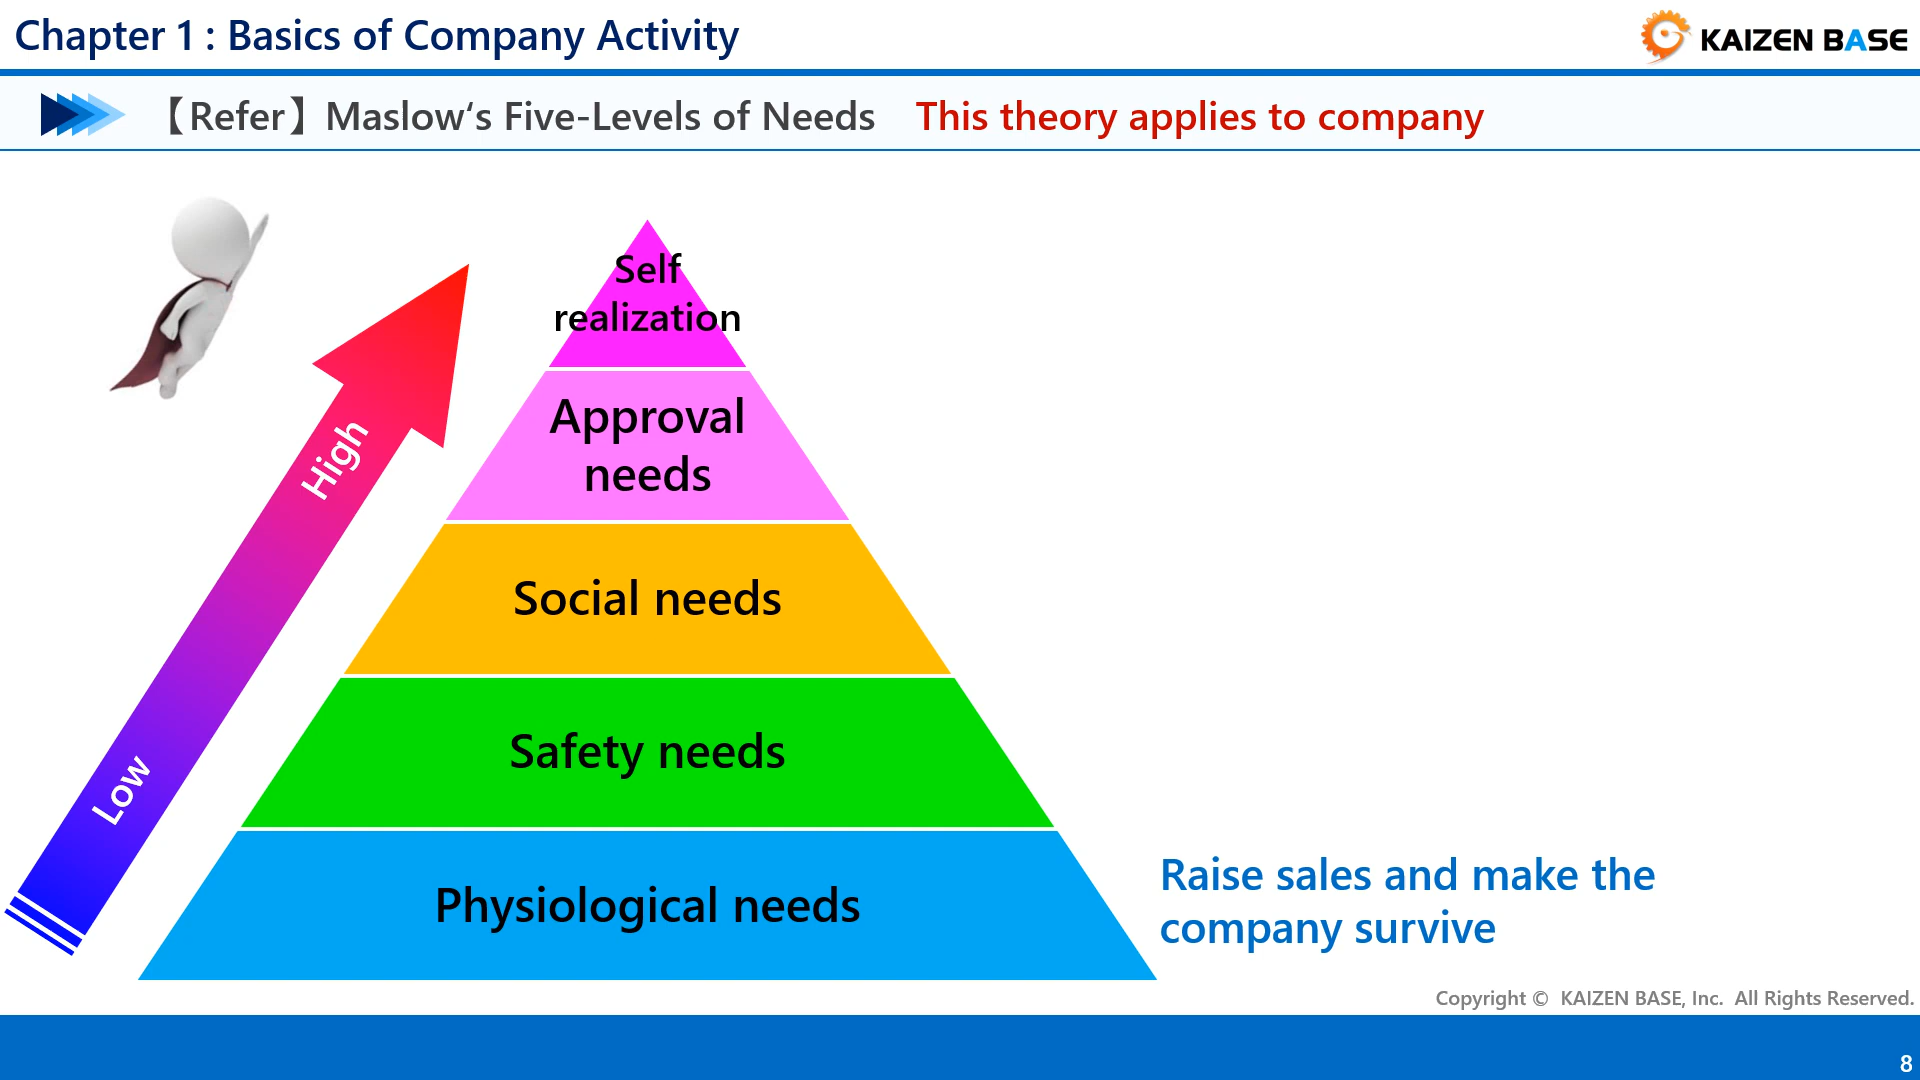 Chapter 1 : Basics of Company Activity
KAIZEN BASE
【Refer】Maslow‘s Five-Levels of Needs This theory applies to company
Self
realization
Approval
needs
High
Social needs
Safety needs
Low
Physiological needs
Raise sales and make the
company survive
Copyright © KAIZEN BASE, Inc. All Rights Reserved.
8